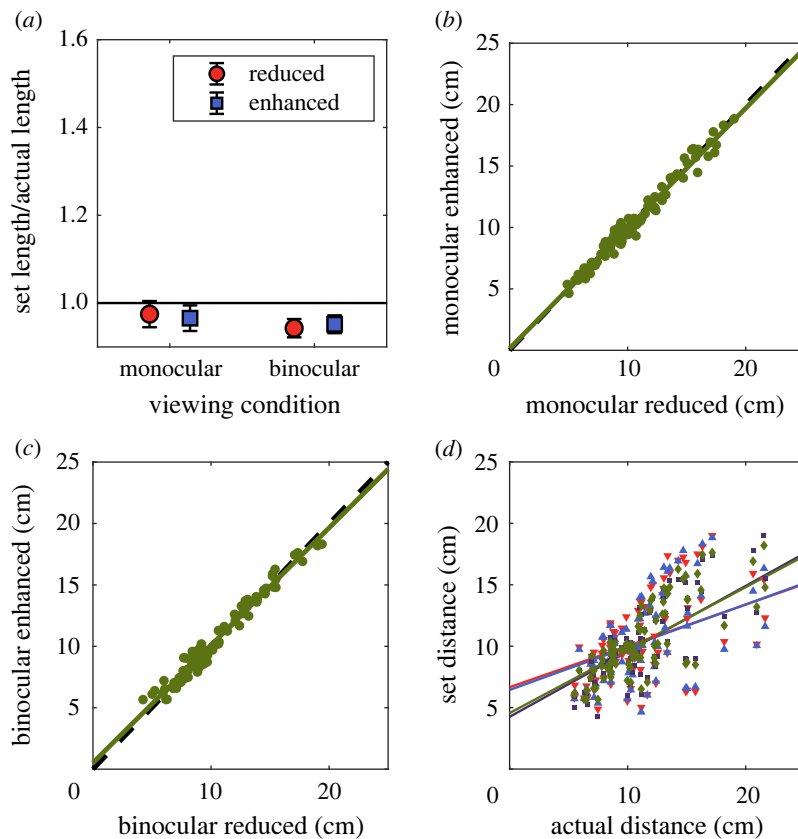 (a)
1.6
1.4
1.2
1.0
set length/actual length
reduced
enhanced
monocular
binocular
viewing condition
(b)
25
20
15
10
5
monocular enhanced (cm)
0
10
20
monocular reduced (cm)
(c)
25
20
15
10
5
binocular enhanced (cm)
0
10
20
binocular reduced (cm)
(d)
25
20
15
10
5
set distance
(cm)
0
10
20
actual distance (cm)